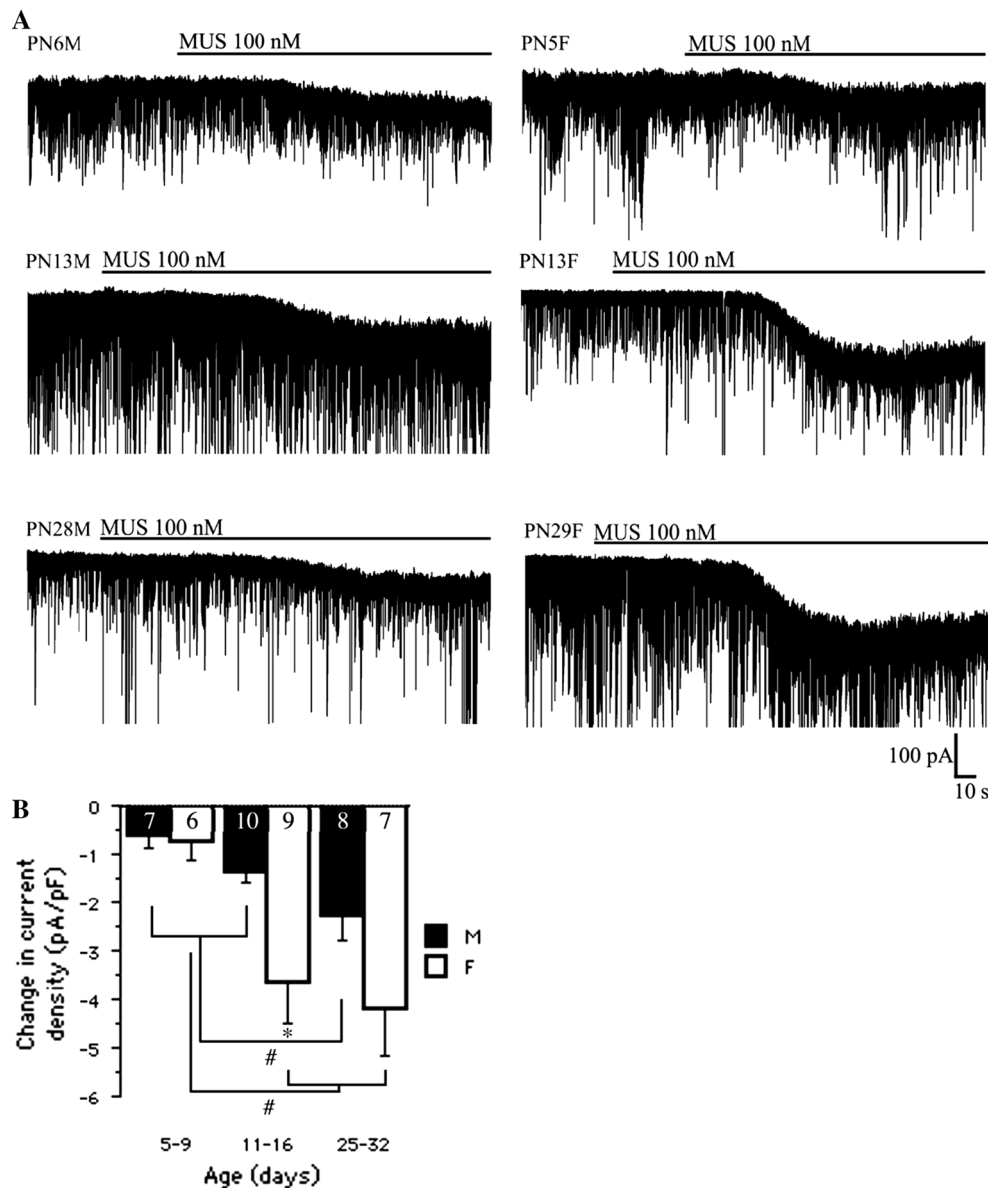 A
PN6M
MUS 100 nM
PN5F
MUS 100 nM
PN13M
MUS 100 nM
PN13F
MUS 100 nM
PN28M
MUS 100 nM
PN29F
MUS 100 nM
100 pA
10 s
B
0
-1
-2
-3
-4
-5
-6
Change in current
density (pA/pF)
7 6 10 9 8 7
*
#
#
M
F
5-9 11-16 25-32
Age (days)